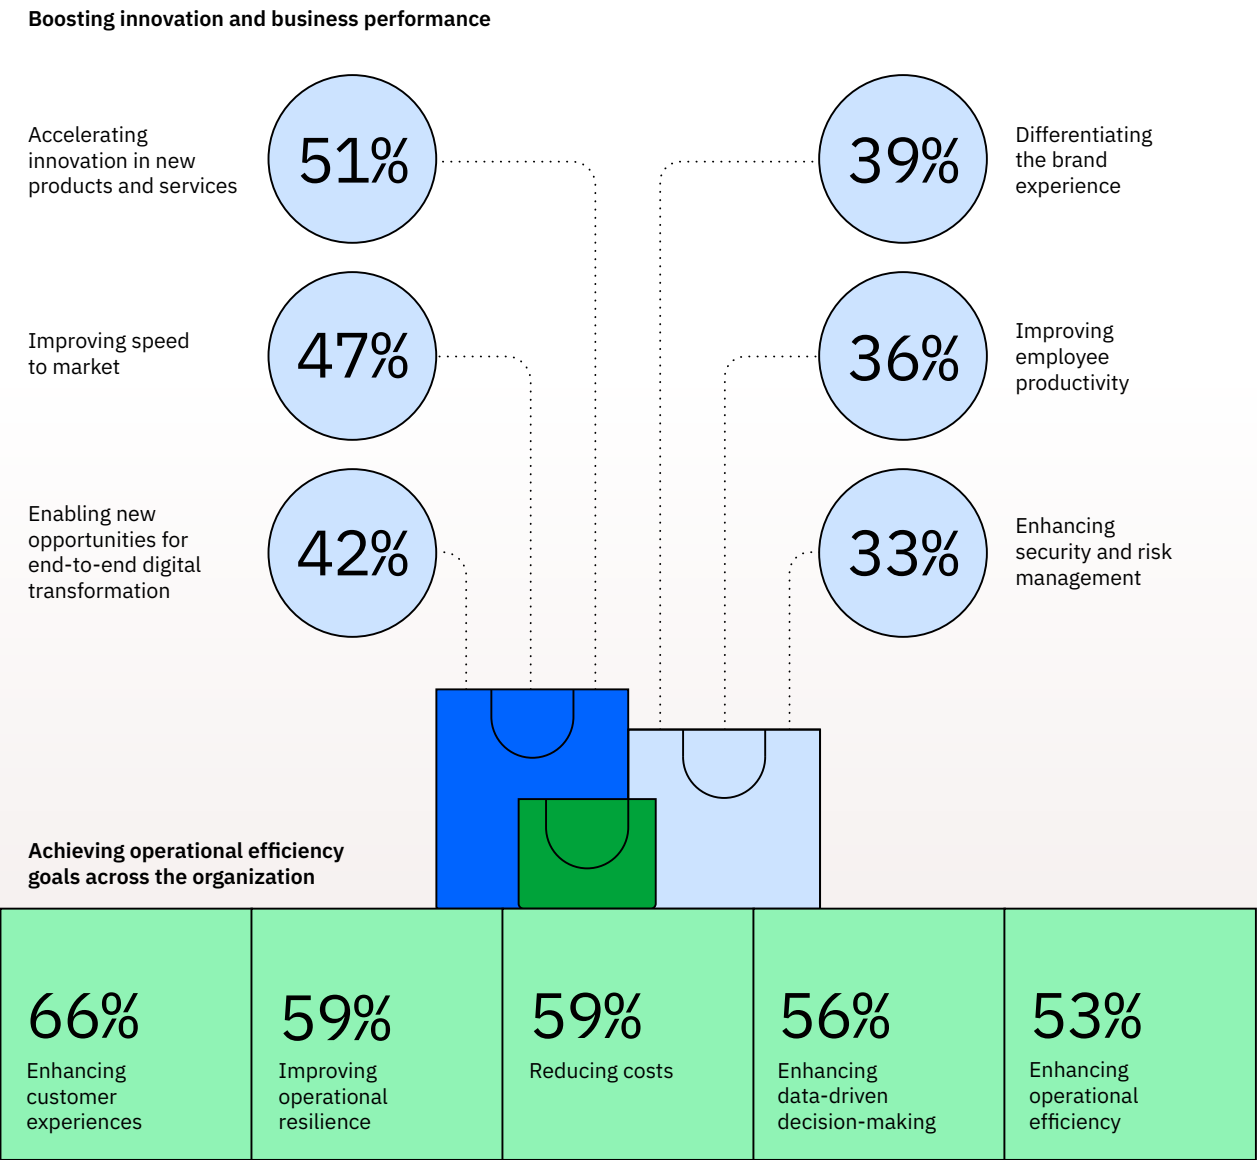 Boosting innovation and business performance
Accelerating
innovation in new
products and services
51%
Improving speed
to market
47%
Enabling new
opportunities for
end-to-end digital
transformation
42%
39%
Differentiating
the brand
experience
36%
Improving
employee
productivity
33%
Enhancing
security and risk
management
Achieving operational efficiency
goals across the organization
66%
Enhancing
customer
experiences
59%
Improving
operational
resilience
59%
Reducing costs
56%
Enhancing
data-driven
decision-making
53%
Enhancing
operational
efficiency